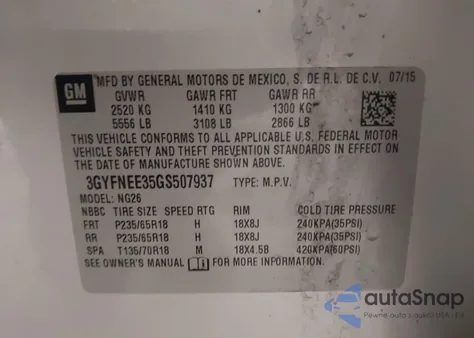 GM
MFD BY GENERAL MOTORS DE MEXICO, S. DE R.L. DE C.V. 07/15
GVWR GAWR FRT GAWR RR
2520 KG 1410 KG 1300 KG
5556 LB 3108 LB 2866 LB
THIS VEHICLE CONFORMS TO ALL APPLICABLE U.S. FEDERAL MOTOR
VEHICLE SAFETY AND THEFT PREVENTION STANDARDS IN EFFECT ON
THE DATE OF MANUFACTURE SHOWN ABOVE.
3GYFNEE35GS507937 TYPE: M.P.V.
MODEL: NG26
NBBC TIRE SIZE SPEED RTG RIM COLD TIRE PRESSURE
FRT P235/65R18 H 18X8J 240KPA(35PSI)
RR P235/65R18 H 18X8J 240KPA(35PSI)
SPA T135/70R18 M 18X4.5B 420KPA(60PSI)
SEE OWNER'S MANUAL FOR MORE INFORMATION.
autoSnap